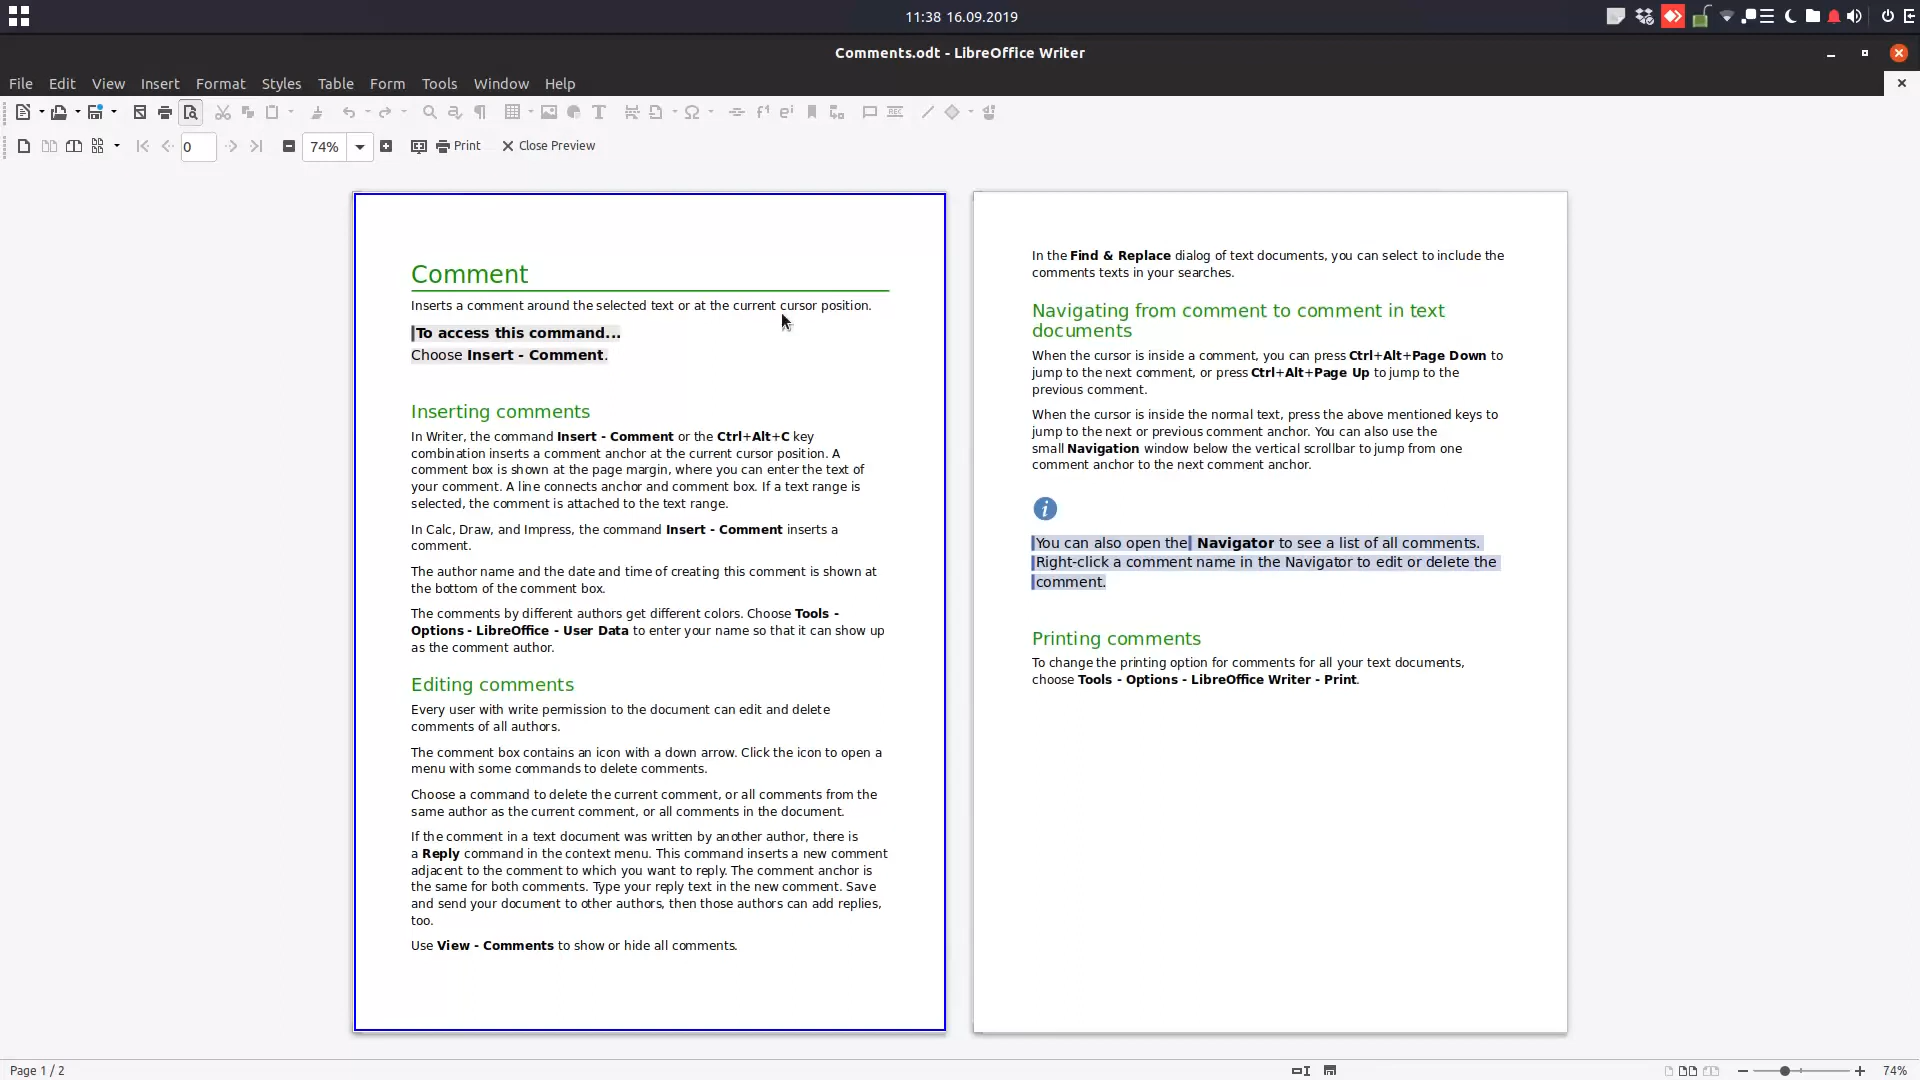 11:38 16.09.2019
Comments.odt - LibreOffice Writer
File Edit View Insert Format Styles Table Form Tools Window Help
0 74% Print Close Preview
Comment
Inserts a comment around the selected text or at the current cursor position.
To access this command...
Choose Insert - Comment.
Inserting comments
In Writer, the command Insert - Comment or the Ctrl+Alt+C key
combination inserts a comment anchor at the current cursor position. A
comment box is shown at the page margin, where you can enter the text of
your comment. A line connects anchor and comment box. If a text range is
selected, the comment is attached to the text range.
In Calc, Draw, and Impress, the command Insert - Comment inserts a
comment.
The author name and the date and time of creating this comment is shown at
the bottom of the comment box.
The comments by different authors get different colors. Choose Tools -
Options - LibreOffice - User Data to enter your name so that it can show up
as the comment author.
Editing comments
Every user with write permission to the document can edit and delete
comments of all authors.
The comment box contains an icon with a down arrow. Click the icon to open a
menu with some commands to delete comments.
Choose a command to delete the current comment, or all comments from the
same author as the current comment, or all comments in the document.
If the comment in a text document was written by another author, there is
a Reply command in the context menu. This command inserts a new comment
adjacent to the comment to which you want to reply. The comment anchor is
the same for both comments. Type your reply text in the new comment. Save
and send your document to other authors, then those authors can add replies,
too.
Use View - Comments to show or hide all comments.
In the Find & Replace dialog of text documents, you can select to include the
comments texts in your searches.
Navigating from comment to comment in text
documents
When the cursor is inside a comment, you can press Ctrl+Alt+Page Down to
jump to the next comment, or press Ctrl+Alt+Page Up to jump to the
previous comment.
When the cursor is inside the normal text, press the above mentioned keys to
jump to the next or previous comment anchor. You can also use the
small Navigation window below the vertical scrollbar to jump from one
comment anchor to the next comment anchor.
You can also open the Navigator to see a list of all comments.
Right-click a comment name in the Navigator to edit or delete the
comment.
Printing comments
To change the printing option for comments for all your text documents,
choose Tools - Options - LibreOffice Writer - Print.
Page 1 / 2
74%